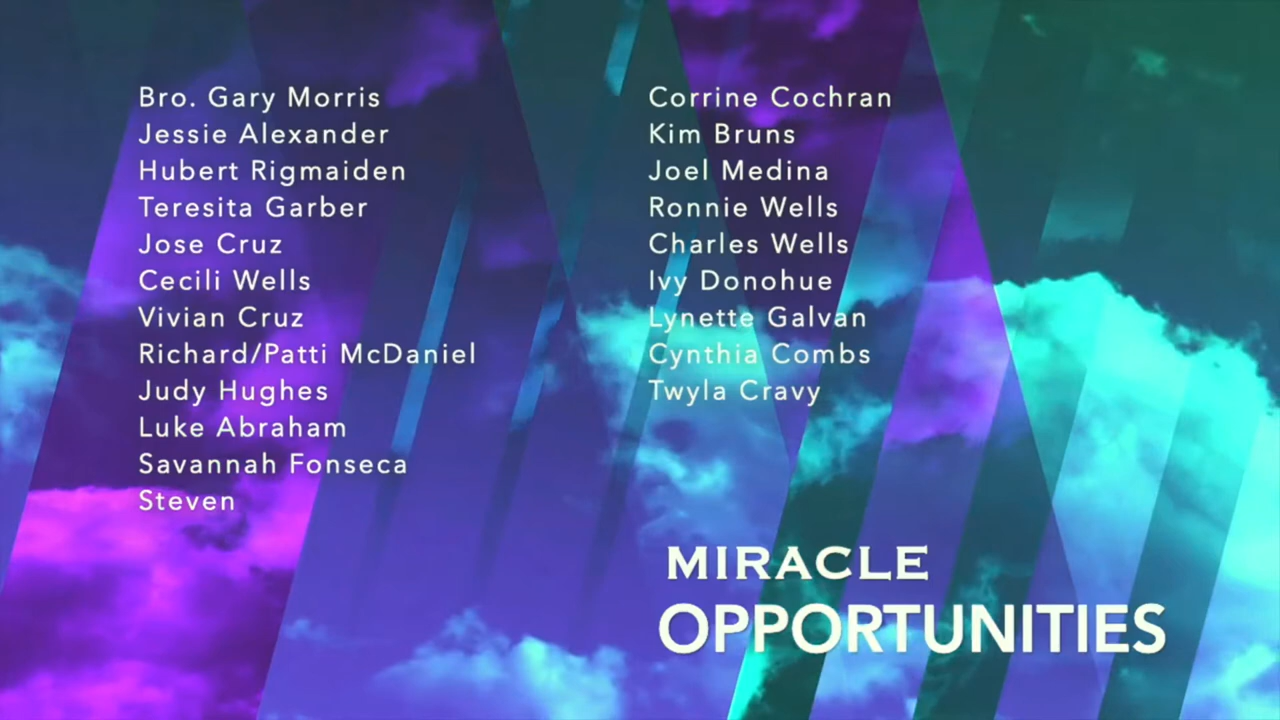 Bro. Gary Morris
Jessie Alexander
Hubert Rigmaiden
Teresita Garber
Jose Cruz
Cecili Wells
Vivian Cruz
Richard/Patti McDaniel
Judy Hughes
Luke Abraham
Savannah Fonseca
Steven
Corrine Cochran
Kim Bruns
Joel Medina
Ronnie Wells
Charles Wells
Ivy Donohue
Lynette Galvan
Cynthia Combs
Twyla Cravy
MIRACLE
OPPORTUNITIES